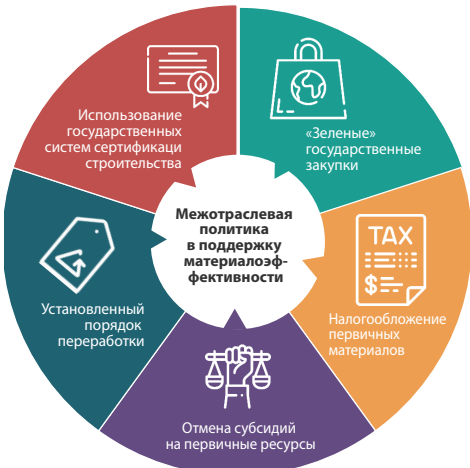 Использование
государственных
систем сертификаци
строительства
«Зеленые»
государственные
закупки
Межотраслевая
политика
в поддержку
материалоэф-
фективности
TAX
$
Налогообложение
первичных
материалов
Установленный
порядок
переработки
Отмена субсидий
на первичные ресурсы